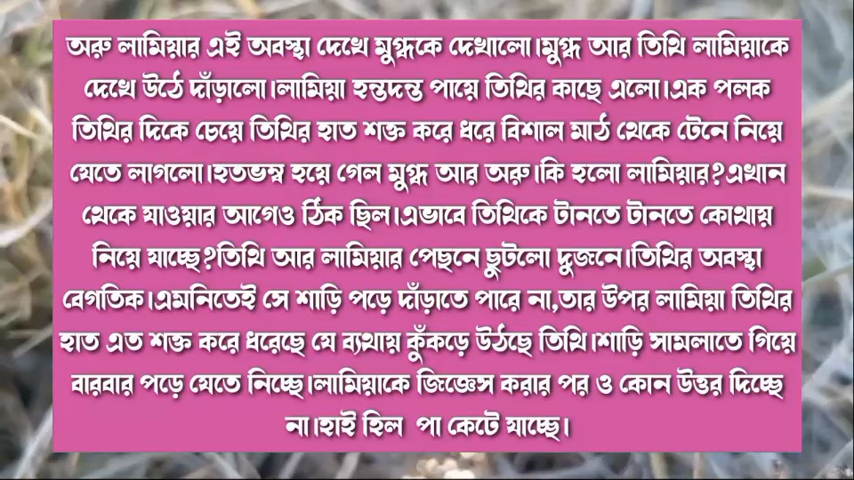 অরু লামিয়ার এই অবস্থা দেখে মুগ্ধকে দেখালো।মুগ্ধ আর তিথি লামিয়াকে
দেখে উঠে দাঁড়ালো।লামিয়া হন্তদন্ত পায়ে তিথির কাছে এলো।এক পলক
তিথির দিকে চেয়ে তিথির হাত শক্ত করে ধরে বিশাল মাঠ থেকে টেনে নিয়ে
যেতে লাগলো।হতভম্ব হয়ে গেল মুগ্ধ আর অরু।কি হলো লামিয়ার?এখান
থেকে যাওয়ার আগেও ঠিক ছিল।এভাবে তিথিকে টানতে টানতে কোথায়
নিয়ে যাচ্ছে?তিথি আর লামিয়ার পেছনে ছুটলো দুজনে।তিথির অবস্থা
বেগতিক।এমনিতেই সে শাড়ি পড়ে দাঁড়াতে পারে না,তার উপর লামিয়া তিথির
হাত এত শক্ত করে ধরেছে যে ব্যথায় কুঁকড়ে উঠছে তিথি।শাড়ি সামলাতে গিয়ে
বারবার পড়ে যেতে নিচ্ছে।লামিয়াকে জিজ্ঞেস করার পর ও কোন উত্তর দিচ্ছে
না।হাই হিল পা কেটে যাচ্ছে।